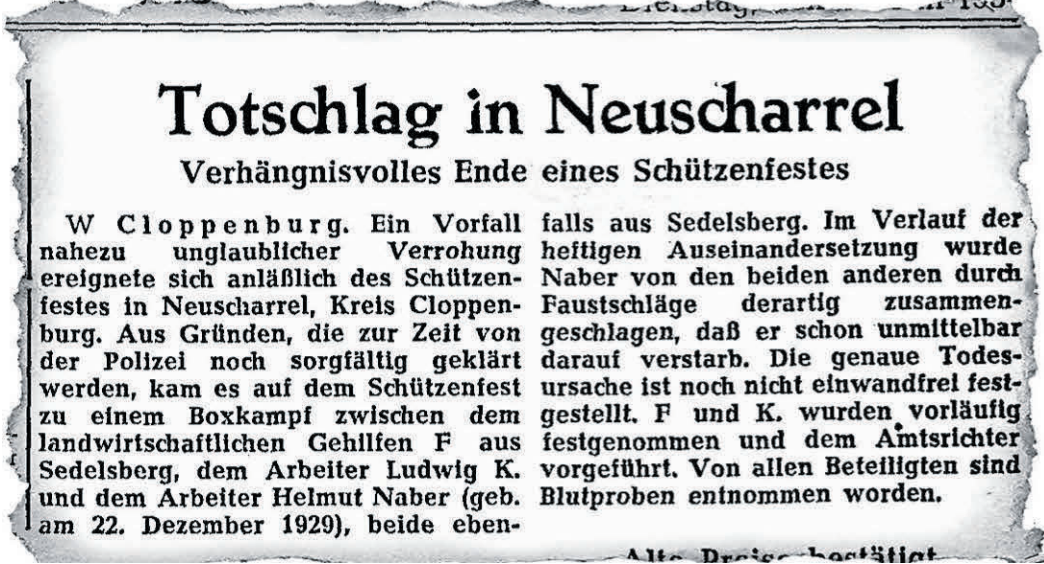 Dienstag,
Totschlag in Neuscharrel
Verhängnisvolles Ende eines Schützenfestes
W Cloppenburg. Ein Vorfall
nahezu unglaublicher Verrohung
ereignete sich anläßlich des Schützen-
festes in Neuscharrel, Kreis Cloppen-
burg. Aus Gründen, die zur Zeit von
der Polizei noch sorgfältig geklärt
werden, kam es auf dem Schützenfest
zu einem Boxkampf zwischen dem
landwirtschaftlichen Gehilfen F aus
Sedelsberg, dem Arbeiter Ludwig K.
und dem Arbeiter Helmut Naber (geb.
am 22. Dezember 1929), beide eben-
falls aus Sedelsberg. Im Verlauf der
heftigen Auseinandersetzung wurde
Naber von den beiden anderen durch
Faustschläge derartig zusammen-
geschlagen, daß er schon unmittelbar
darauf verstarb. Die genaue Todes-
ursache ist noch nicht einwandfrei fest-
gestellt. F und K. wurden vorläufig
festgenommen und dem Amtsrichter
vorgeführt. Von allen Beteiligten sind
Blutproben entnommen worden.
Alte Preise bestätigt